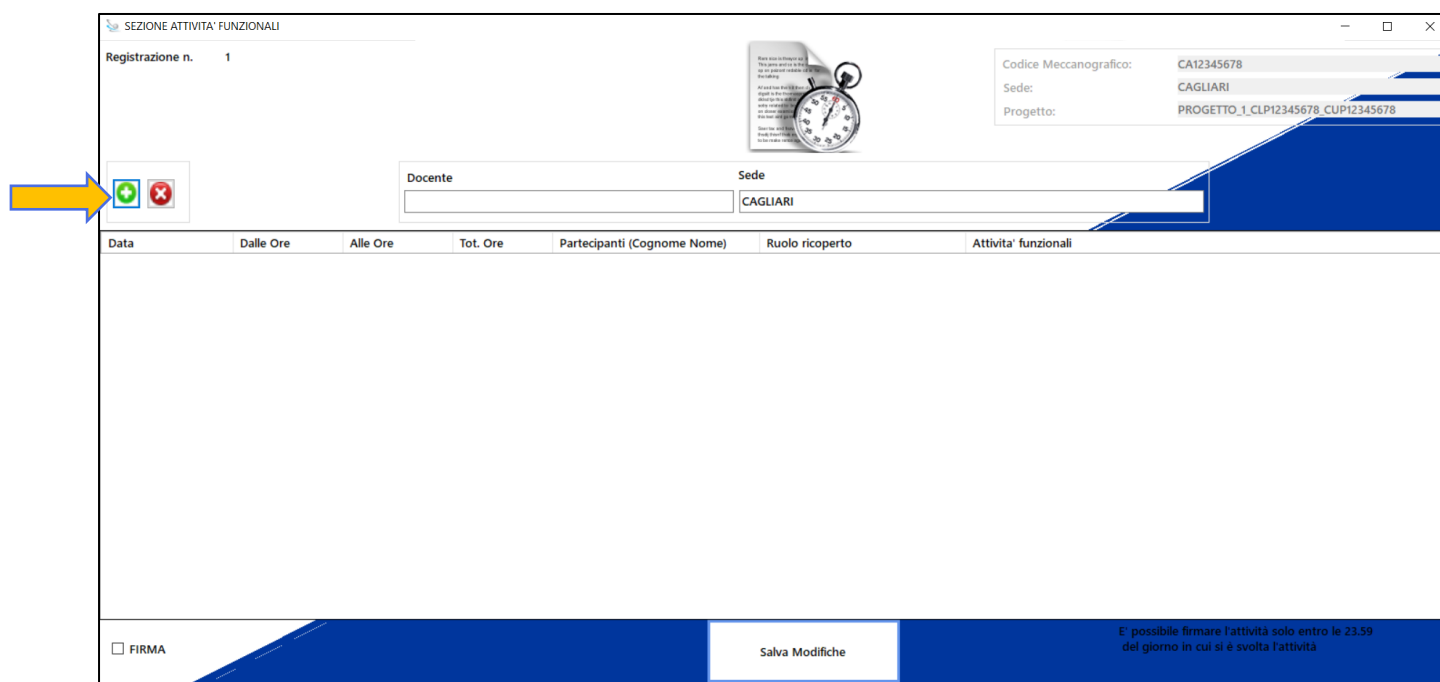 SEZIONE ATTIVITA' FUNZIONALI
Registrazione n. 1
Codice Meccanografico: CA12345678
Sede: CAGLIARI
Progetto: PROGETTO_1_CLP12345678_CUP12345678
Docente Sede
CAGLIARI
Data Dalle Ore Alle Ore Tot. Ore Partecipanti (Cognome Nome) Ruolo ricoperto Attivita' funzionali
FIRMA
Salva Modifiche
E' possibile firmare l'attività solo entro le 23.59
del giorno in cui si é svolta l'attività